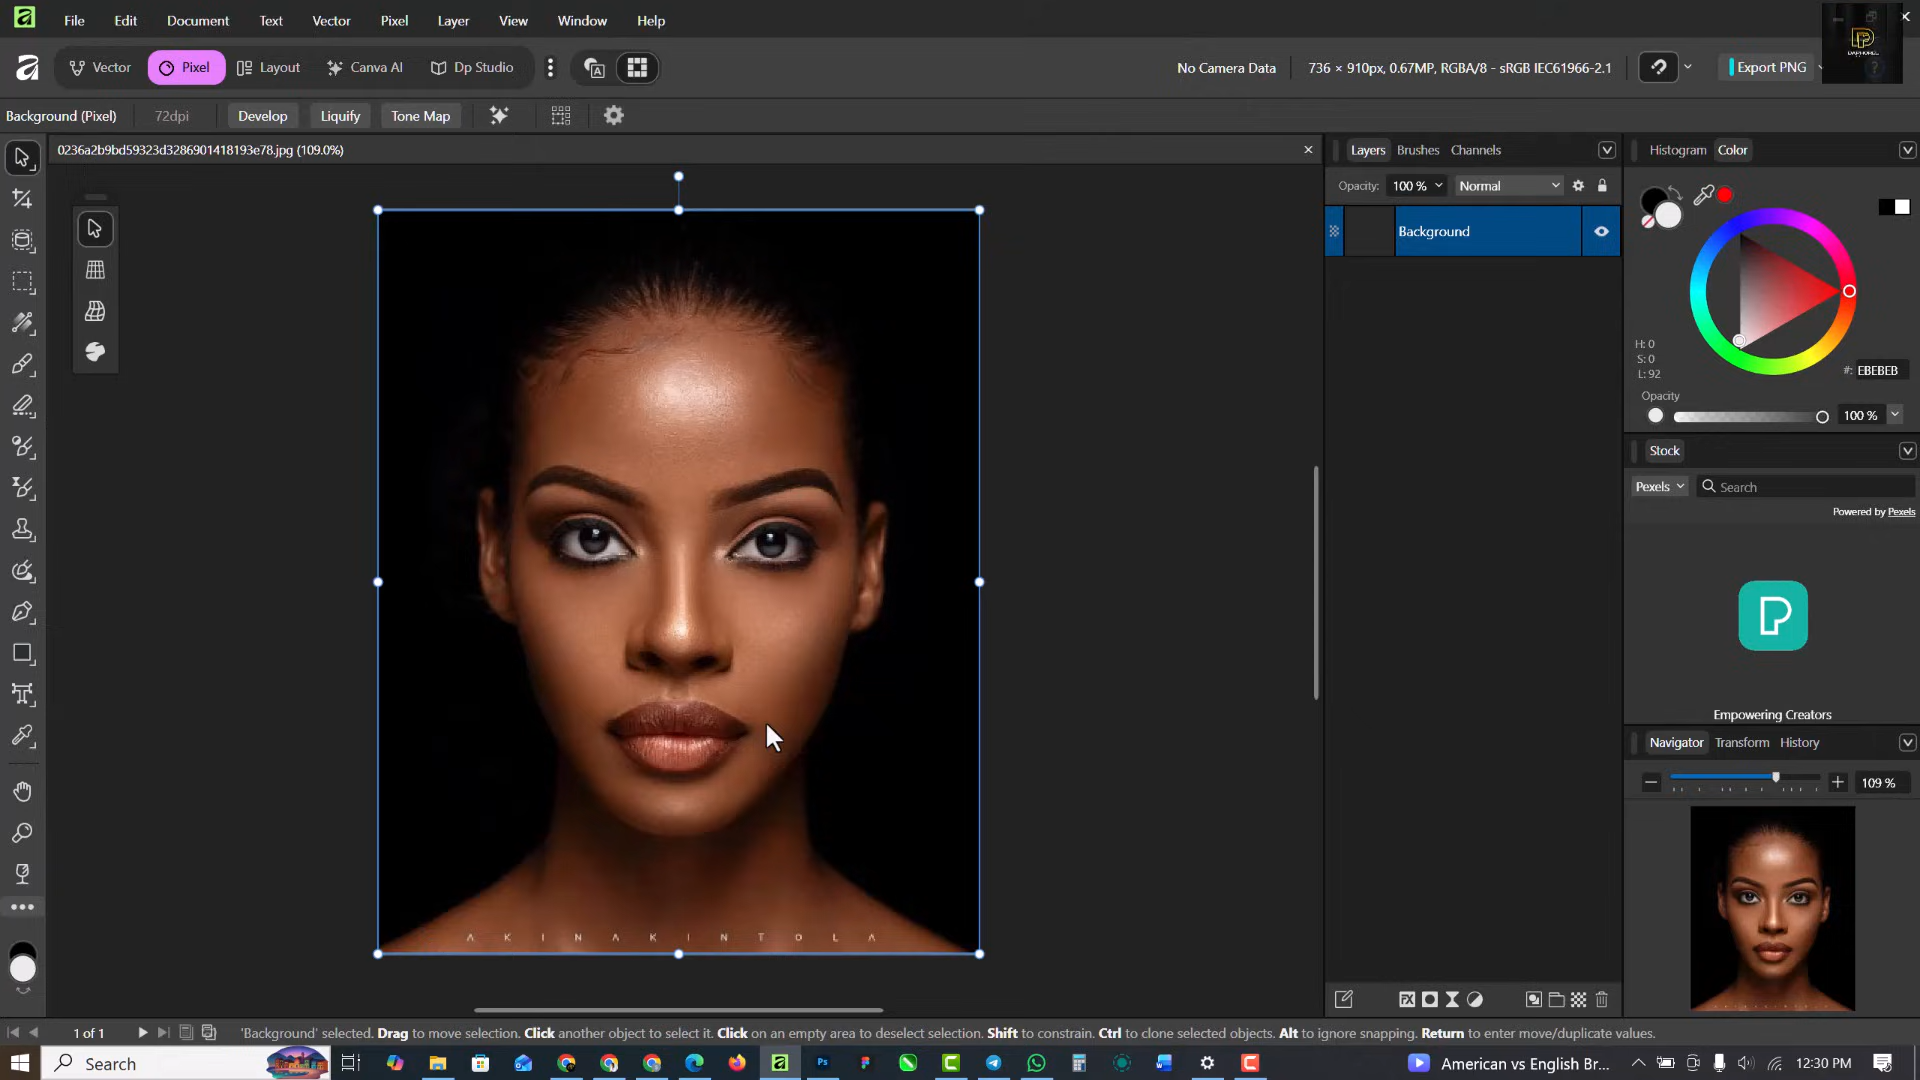 File Edit Document Text Vector Pixel Layer View Window Help
Vector Pixel Layout Canva AI Dp Studio No Camera Data 736 × 910px, 0.67MP, RGBA/8 - sRGB IEC61966-2.1 Export PNG
Background (Pixel) 72dpi Develop Liquify Tone Map
0236a2b9bd59323d3286901418193e78.jpg (109.0%)
Layers Brushes Channels
Opacity: 100 % Normal
Background
Histogram Color
H: 0
S: 0
L: 92
#: EBEBEB
Opacity
100 %
Stock
Pexels Search
Powered by Pexels
Empowering Creators
Navigator Transform History
109 %
AKINAKINTOLA
1 of 1 'Background' selected. Drag to move selection. Click another object to select it. Click on an empty area to deselect selection. Shift to constrain. Ctrl to clone selected objects. Alt to ignore snapping. Return to enter move/duplicate values.
Search American vs English Br... 12:30 PM